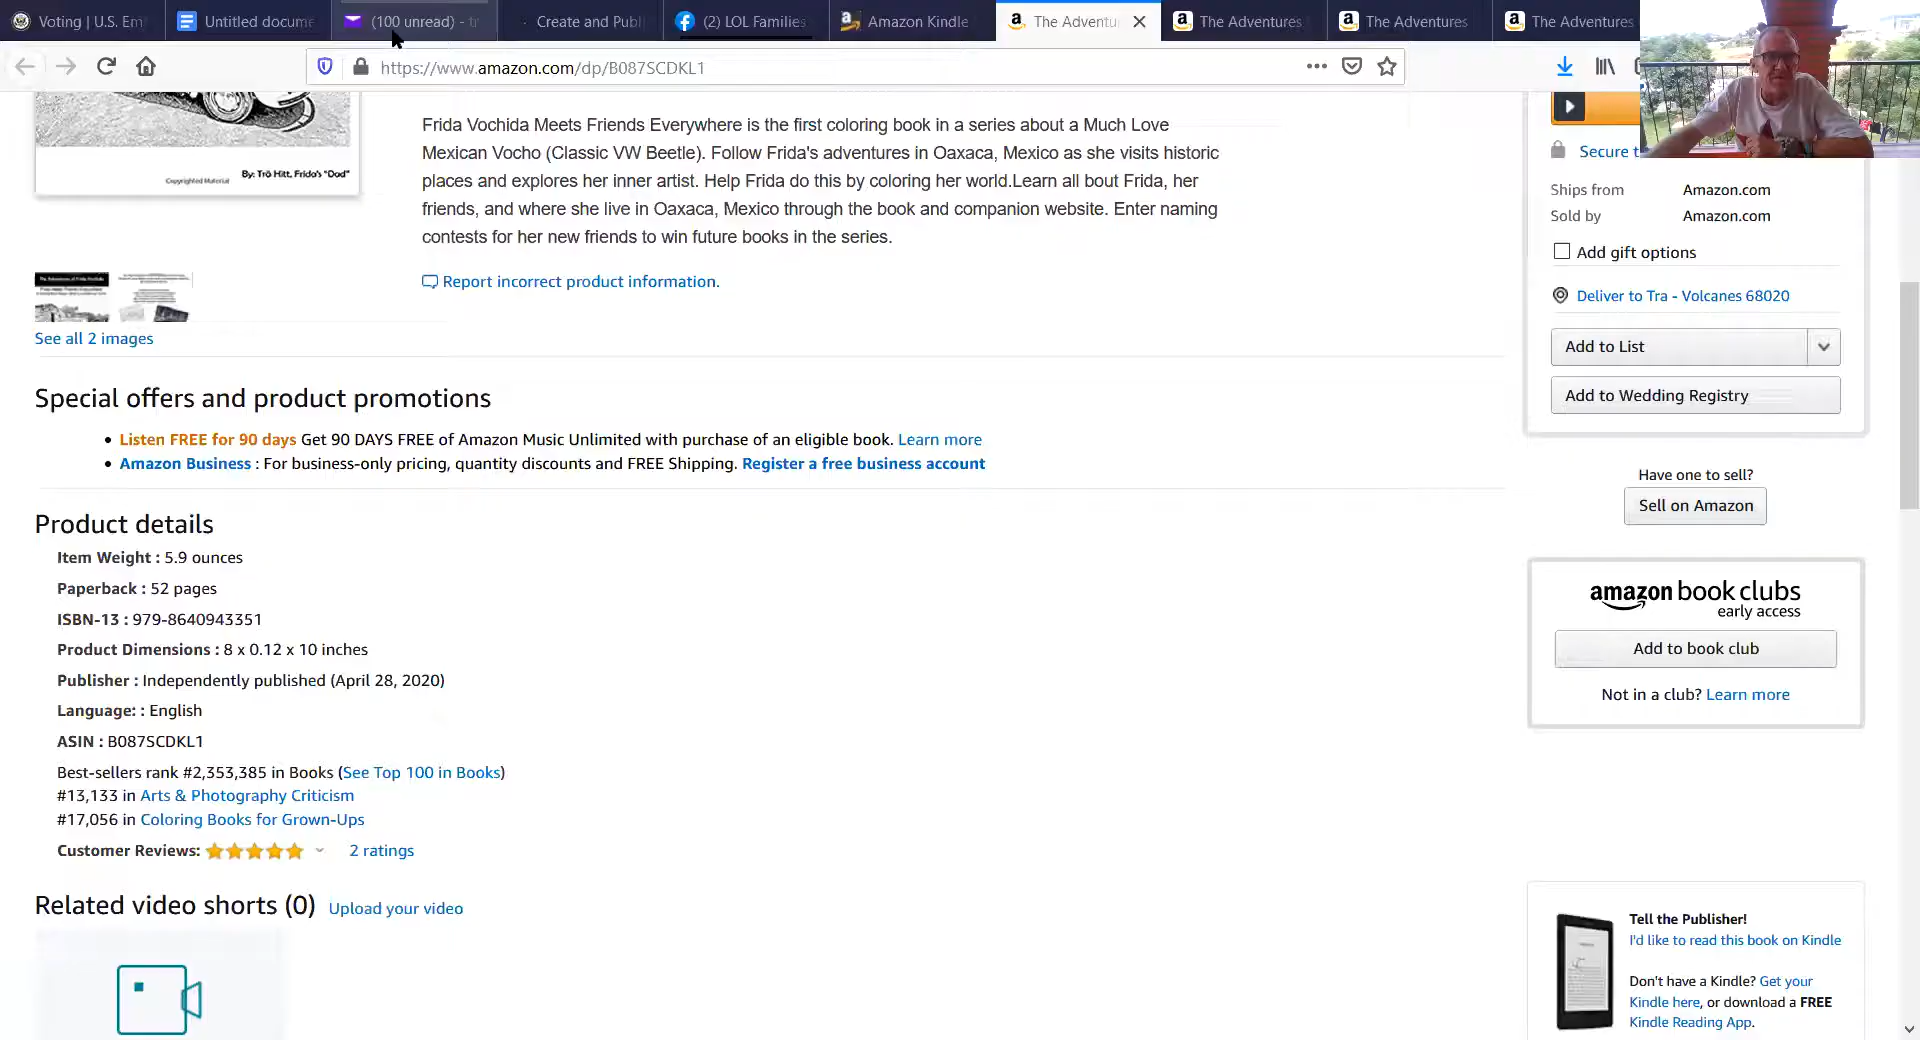 Voting | U.S. Em
Untitled docume
(100 unread) - tr
Create and Publ
(2) LOL Families
Amazon Kindle
The Adventu
The Adventures
The Adventures
The Adventures
https://www.amazon.com/dp/B087SCDKL1
By: Trö Hitt, Frida's "Dad"
Copyrighted Material
Frida Vochida Meets Friends Everywhere is the first coloring book in a series about a Much Love
Mexican Vocho (Classic VW Beetle). Follow Frida's adventures in Oaxaca, Mexico as she visits historic
places and explores her inner artist. Help Frida do this by coloring her world.Learn all bout Frida, her
friends, and where she live in Oaxaca, Mexico through the book and companion website. Enter naming
contests for her new friends to win future books in the series.
Report incorrect product information.
See all 2 images
Special offers and product promotions
Listen FREE for 90 days Get 90 DAYS FREE of Amazon Music Unlimited with purchase of an eligible book. Learn more
Amazon Business : For business-only pricing, quantity discounts and FREE Shipping. Register a free business account
Product details
Item Weight : 5.9 ounces
Paperback : 52 pages
ISBN-13 : 979-8640943351
Product Dimensions : 8 x 0.12 x 10 inches
Publisher : Independently published (April 28, 2020)
Language: : English
ASIN : B087SCDKL1
Best-sellers rank #2,353,385 in Books (See Top 100 in Books)
#13,133 in Arts & Photography Criticism
#17,056 in Coloring Books for Grown-Ups
Customer Reviews: 2 ratings
Related video shorts (0) Upload your video
Secure t
Ships from Amazon.com
Sold by Amazon.com
Add gift options
Deliver to Tra - Volcanes 68020
Add to List
Add to Wedding Registry
Have one to sell?
Sell on Amazon
amazon book clubs
early access
Add to book club
Not in a club? Learn more
Tell the Publisher!
I'd like to read this book on Kindle
Don't have a Kindle? Get your
Kindle here, or download a FREE
Kindle Reading App.